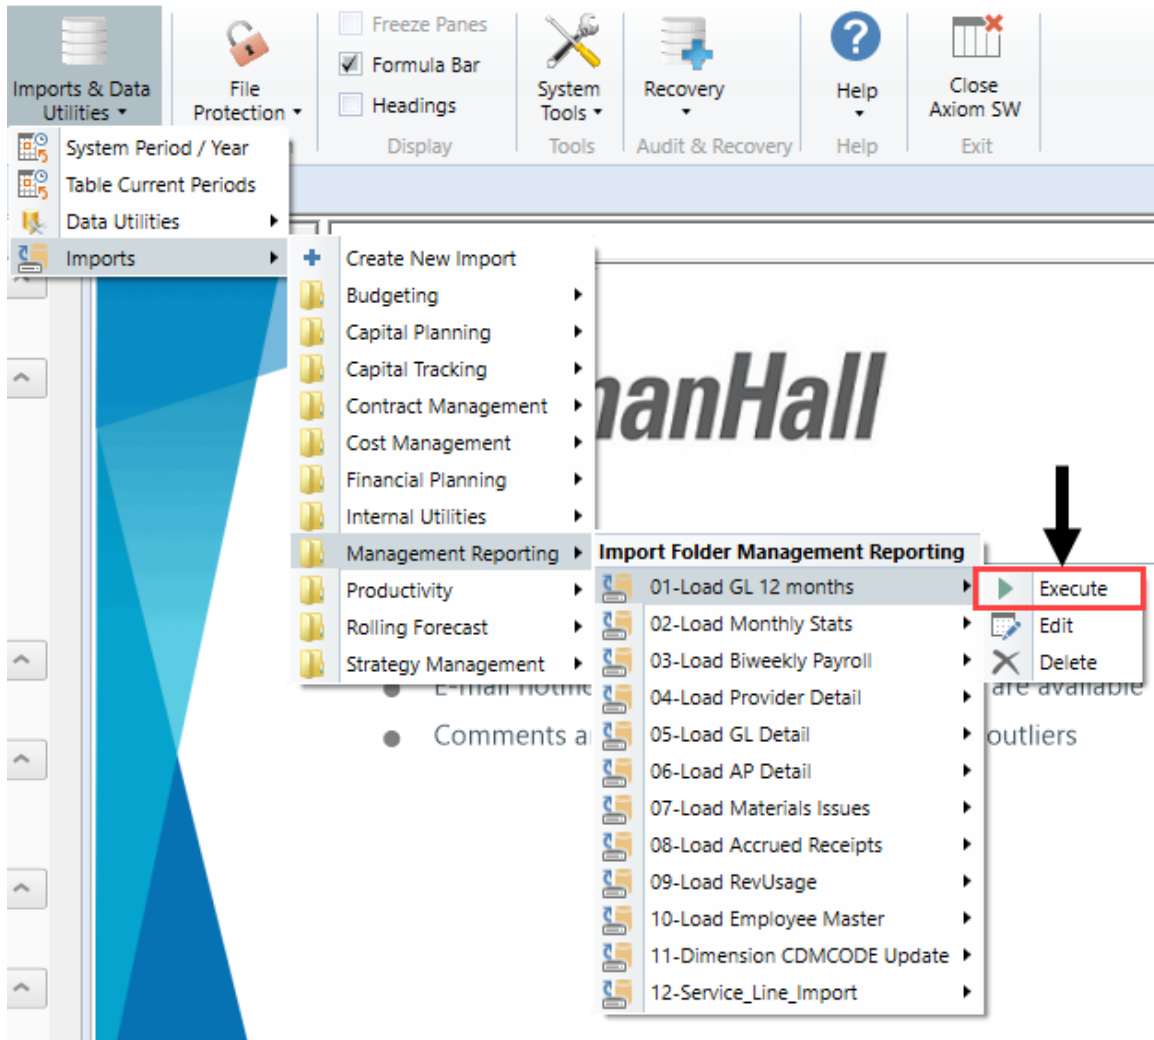 Imports & Data
Utilities
File
Protection
Freeze Panes
Formula Bar
Headings
Display
System
Tools
Tools
Recovery
Audit & Recovery
Help
Help
Close
Axiom SW
Exit
System Period / Year
Table Current Periods
Data Utilities
Imports
Create New Import
Budgeting
Capital Planning
Capital Tracking
Contract Management
Cost Management
Financial Planning
Internal Utilities
Management Reporting
Productivity
Rolling Forecast
Strategy Management
manHall
Import Folder Management Reporting
01-Load GL 12 months
02-Load Monthly Stats
03-Load Biweekly Payroll
04-Load Provider Detail
05-Load GL Detail
06-Load AP Detail
07-Load Materials Issues
08-Load Accrued Receipts
09-Load RevUsage
10-Load Employee Master
11-Dimension CDMCODE Update
12-Service_Line_Import
Execute
Edit
Delete
E-mail are available
Comments outliers